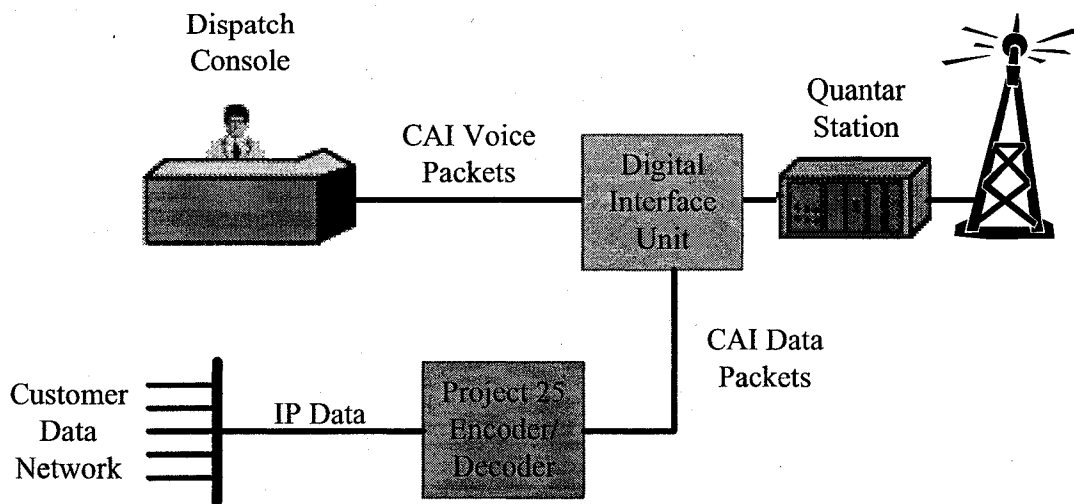 Dispatch
Console
CAI Voice
Packets
Digital
Interface
Unit
Quantar
Station
CAI Data
Packets
Customer
Data
Network
IP Data
Project 25
Encoder/
Decoder